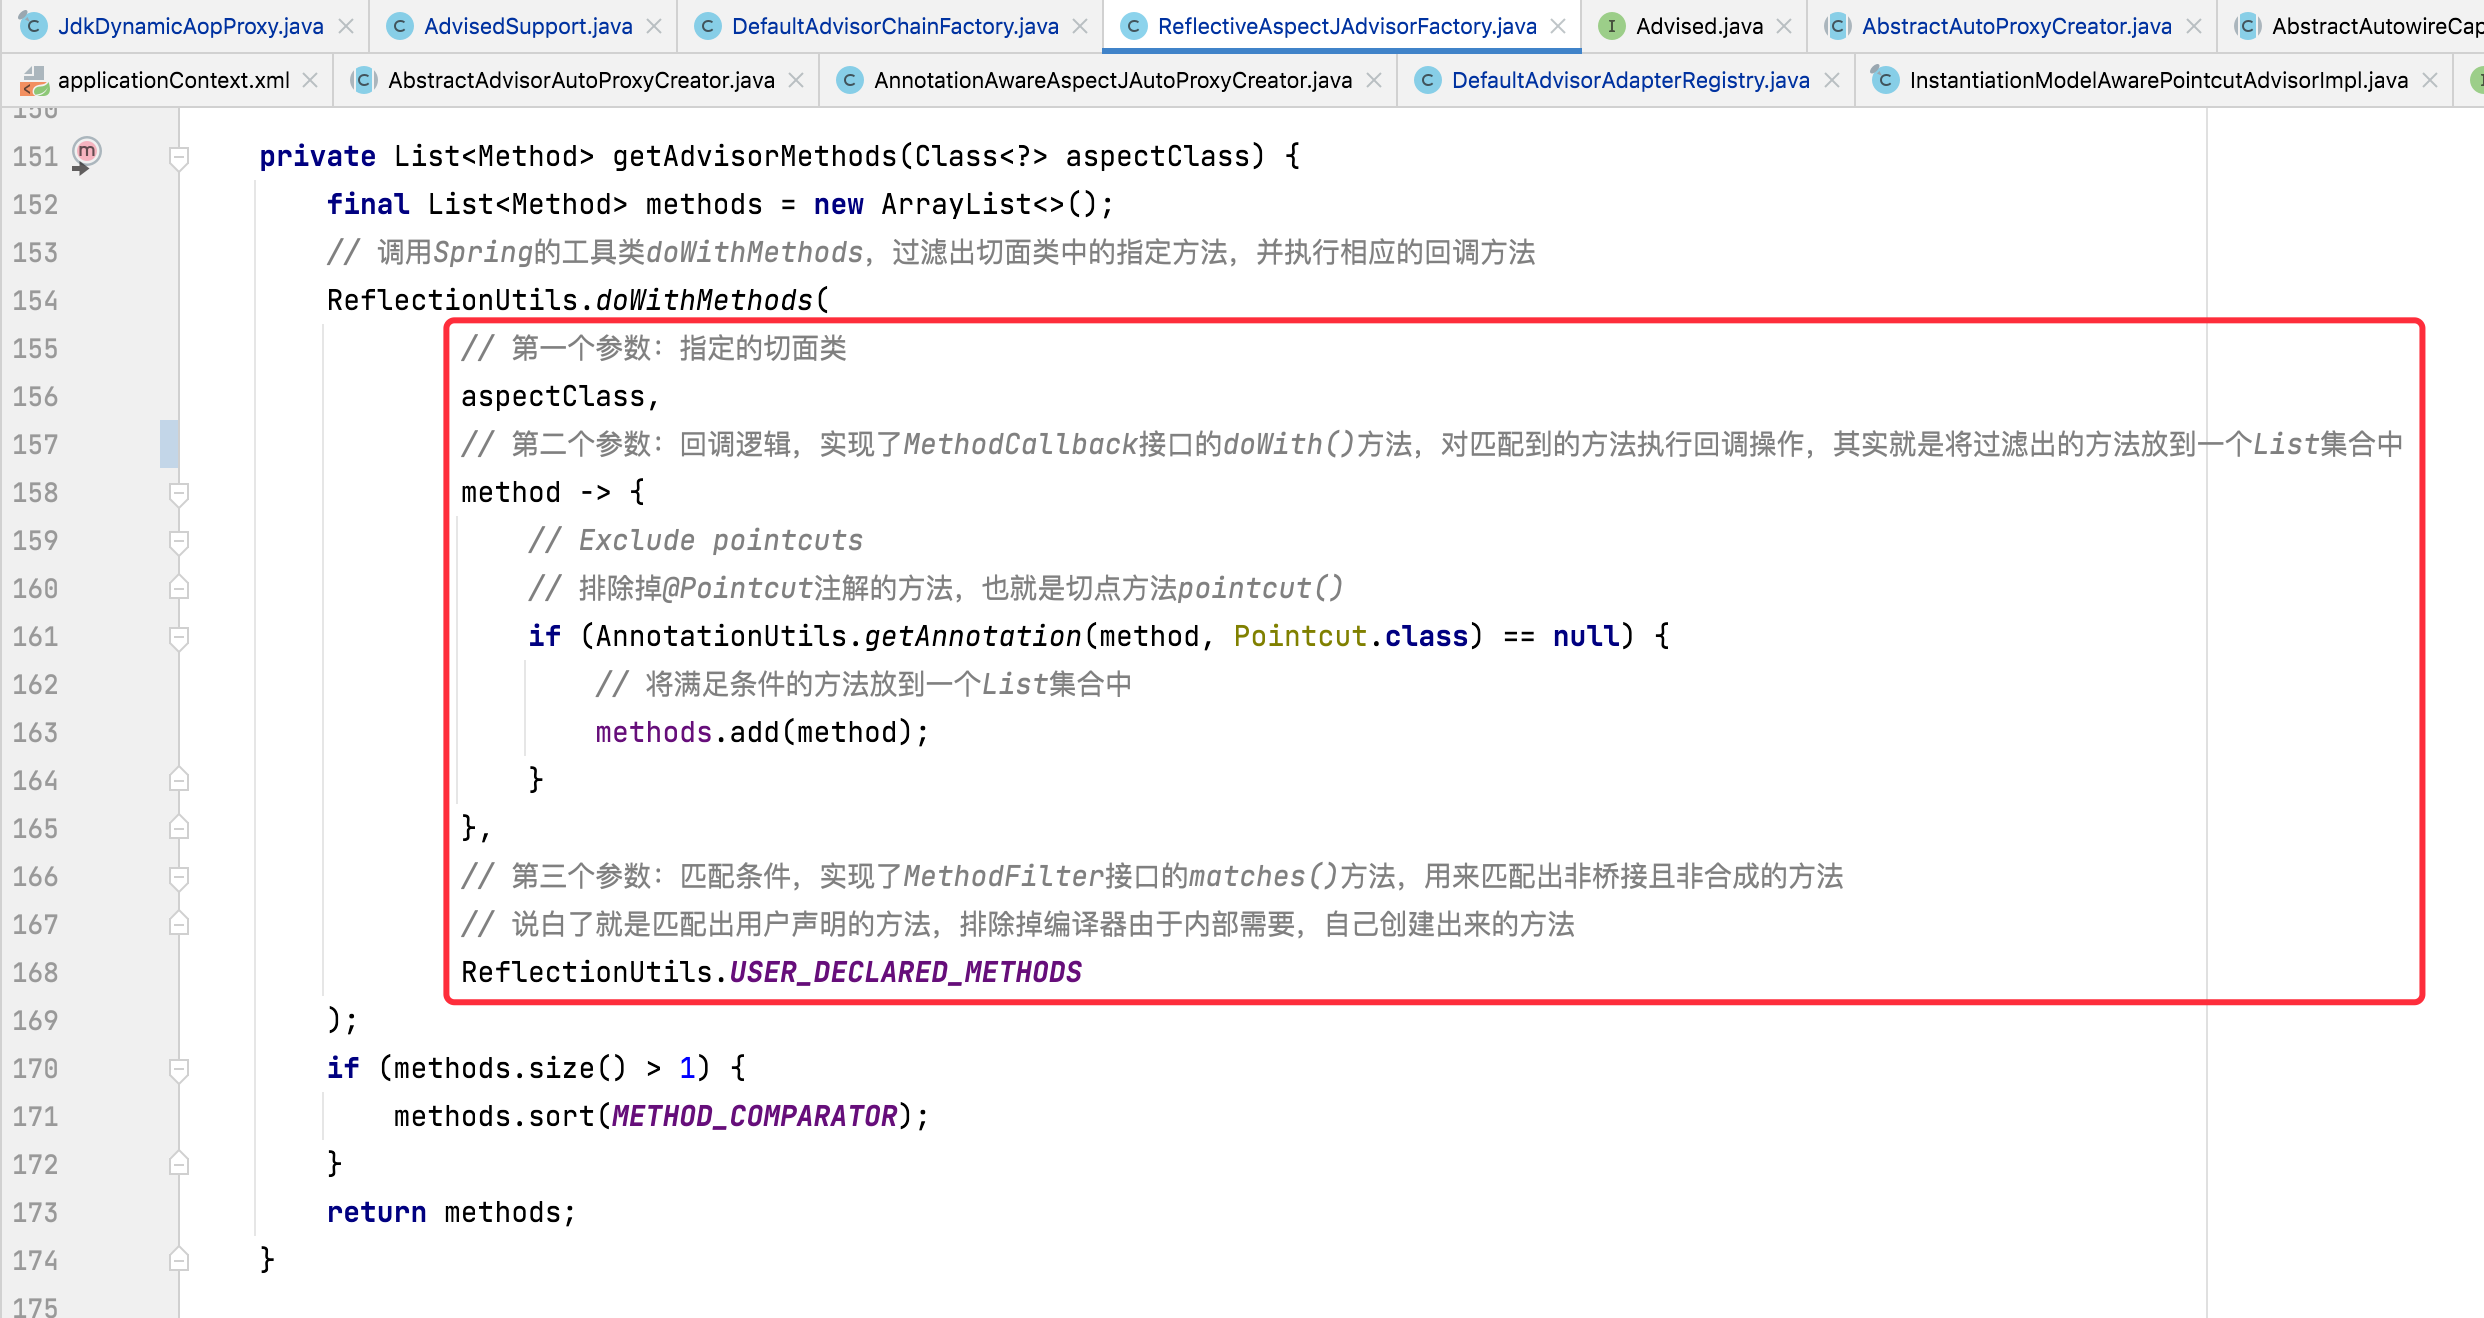 JdkDynamicAopProxy.java AdvisedSupport.java DefaultAdvisorChainFactory.java ReflectiveAspectJAdvisorFactory.java Advised.java AbstractAutoProxyCreator.java AbstractAutowireCap
applicationContext.xml AbstractAdvisorAutoProxyCreator.java AnnotationAwareAspectJAutoProxyCreator.java DefaultAdvisorAdapterRegistry.java InstantiationModelAwarePointcutAdvisorImpl.java
150
151 private List<Method> getAdvisorMethods(Class<?> aspectClass) {
152 final List<Method> methods = new ArrayList<>();
153 // 调用Spring的工具类doWithMethods，过滤出切面类中的指定方法，并执行相应的回调方法
154 ReflectionUtils.doWithMethods(
155 // 第一个参数：指定的切面类
156 aspectClass,
157 // 第二个参数：回调逻辑，实现了MethodCallback接口的doWith()方法，对匹配到的方法执行回调操作，其实就是将过滤出的方法放到一个List集合中
158 method -> {
159 // Exclude pointcuts
160 // 排除掉@Pointcut注解的方法，也就是切点方法pointcut()
161 if (AnnotationUtils.getAnnotation(method, Pointcut.class) == null) {
162 // 将满足条件的方法放到一个List集合中
163 methods.add(method);
164 }
165 },
166 // 第三个参数：匹配条件，实现了MethodFilter接口的matches()方法，用来匹配出非桥接且非合成的方法
167 // 说白了就是匹配出用户声明的方法，排除掉编译器由于内部需要，自己创建出来的方法
168 ReflectionUtils.USER_DECLARED_METHODS
169 );
170 if (methods.size() > 1) {
171 methods.sort(METHOD_COMPARATOR);
172 }
173 return methods;
174 }
175